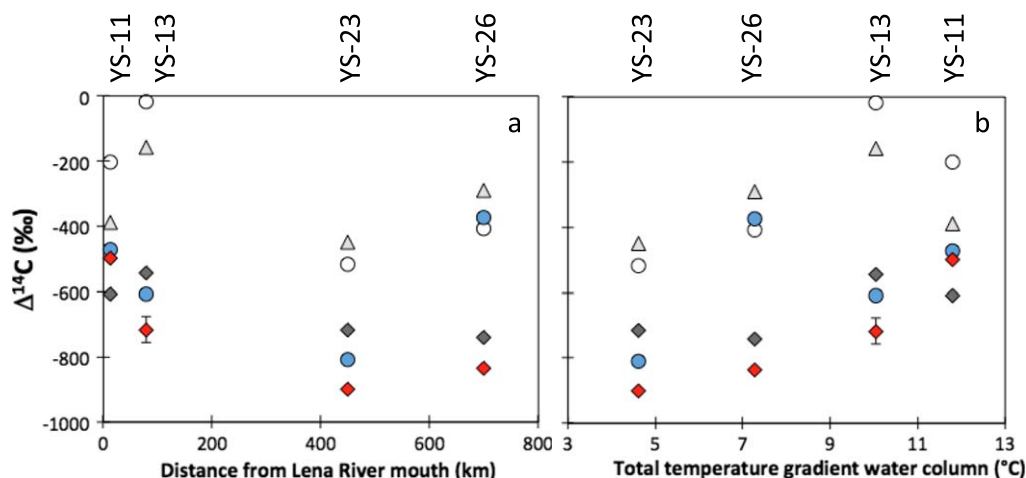 YS-11
YS-13
YS-23
YS-26
YS-23
YS-26
YS-13
YS-11
a
b
Δ¹⁴C (‰)
0
-200
-400
-600
-800
-1000
0 200 400 600 800
3 5 7 9 11 13
Distance from Lena River mouth (km)
Total temperature gradient water column (°C)